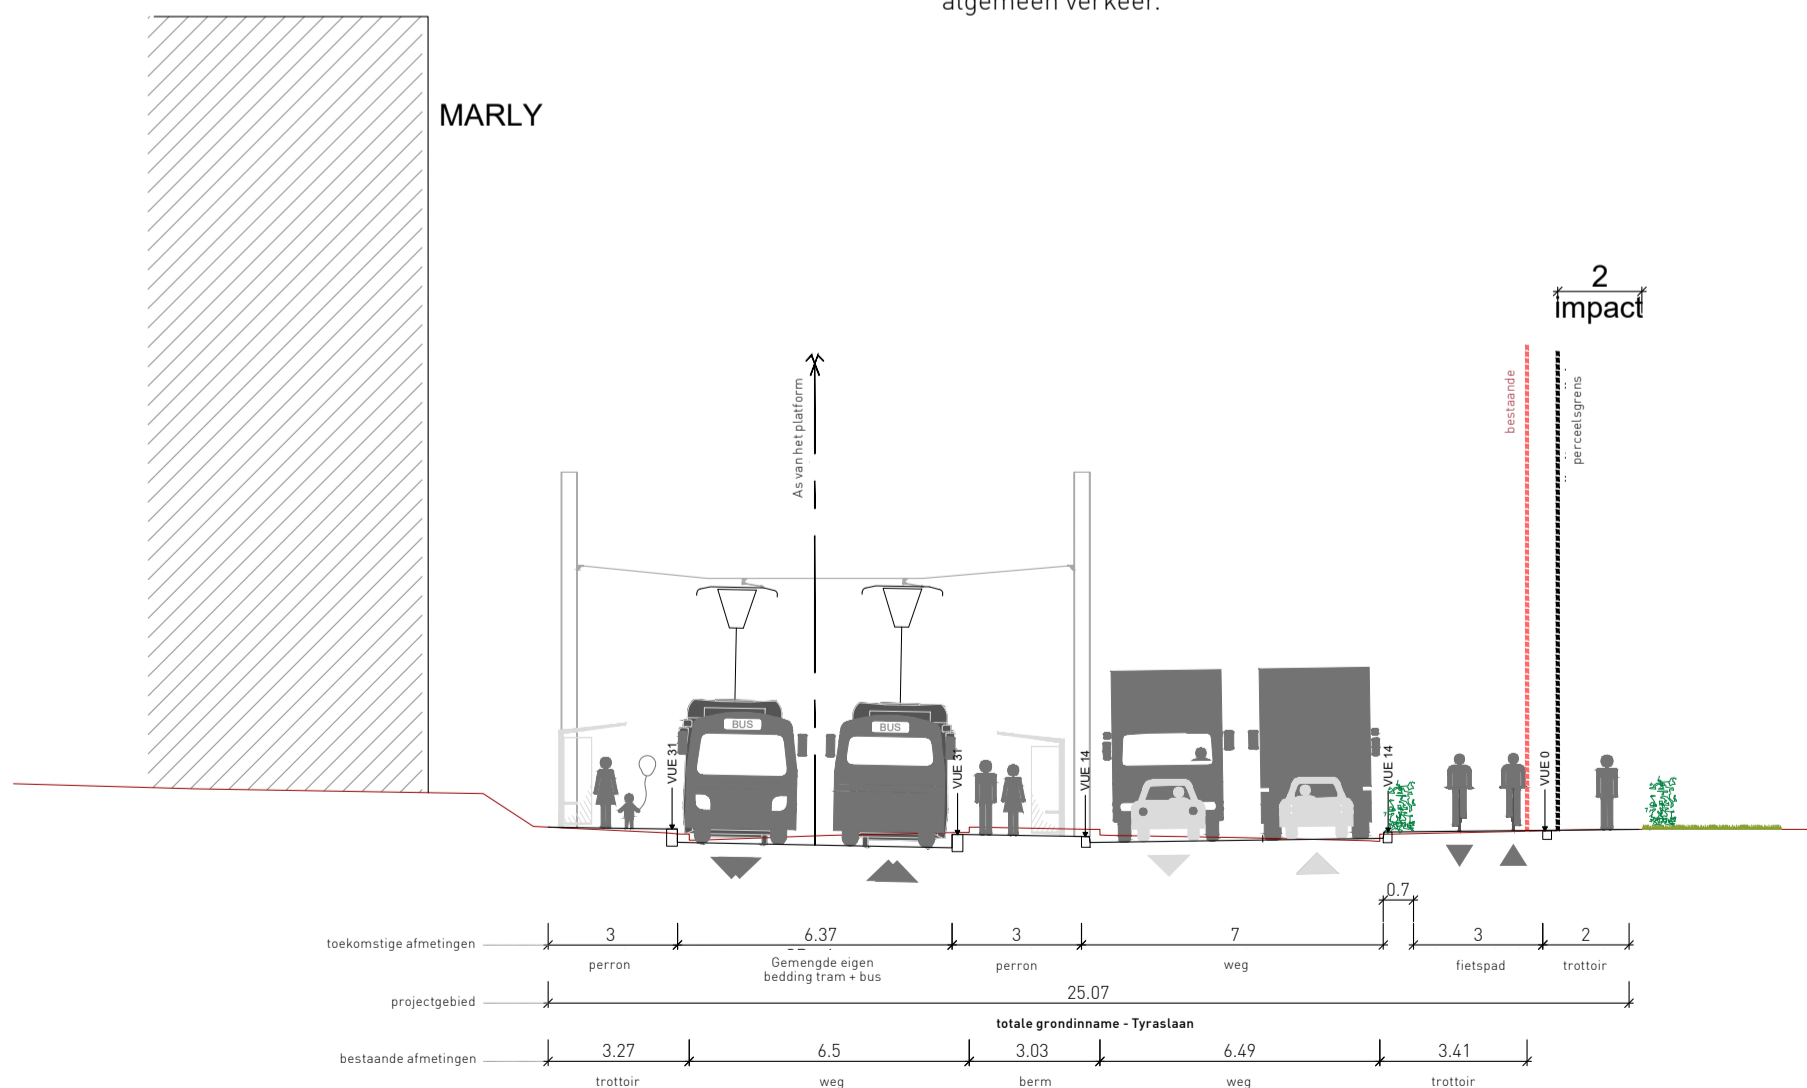 algemeen verkeer.
MARLY
2
impact
As van het platform
bestaande
perceelsgrens
BUS
BUS
VUE 31
VUE 31
VUE 14
VUE 14
VUE 0
0.7
toekomstige afmetingen
3
6.37
3
7
3
2
perron
Gemengde eigen
bedding tram + bus
perron
weg
fietspad
trottoir
projectgebied
25.07
totale grondinname - Tyraslaan
bestaande afmetingen
3.27
6.5
3.03
6.49
3.41
trottoir
weg
berm
weg
trottoir